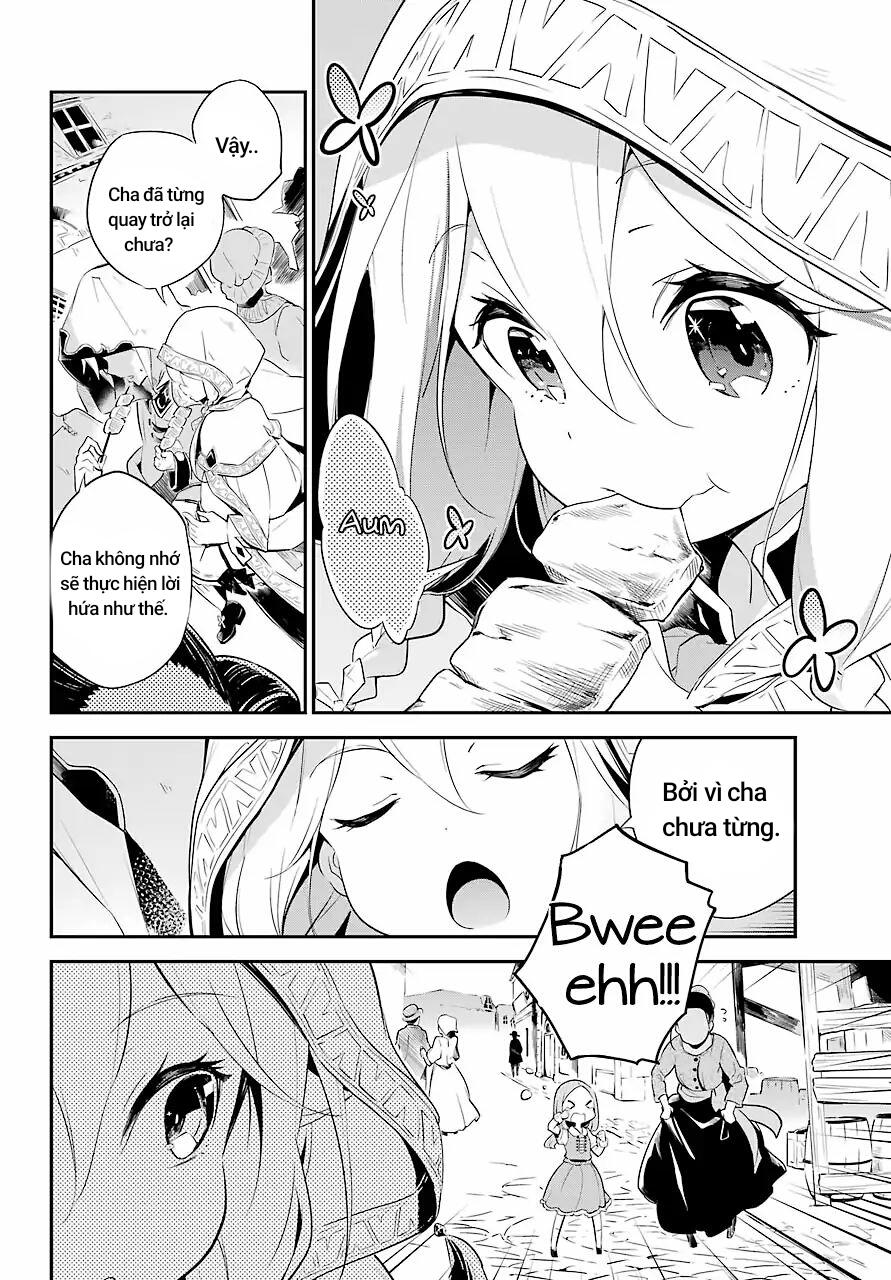 Aum
Vậy..
Cha đã từng
quay trở lại
chưa?
Cha không nhớ
sẽ thực hiện lời
hứa như thế.
Bởi vì cha
chưa từng.
Bwee
ehh!!!